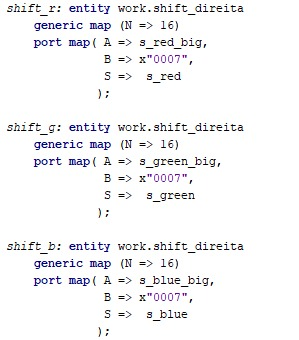 shift_r: entity work.shift_direita
generic map (N => 16)
port map( A => s_red_big,
B => x"0007",
S => s_red
);
shift_g: entity work.shift_direita
generic map (N => 16)
port map( A => s_green_big,
B => x"0007",
S => s_green
);
shift_b: entity work.shift_direita
generic map (N => 16)
port map( A => s_blue_big,
B => x"0007",
S => s_blue
);